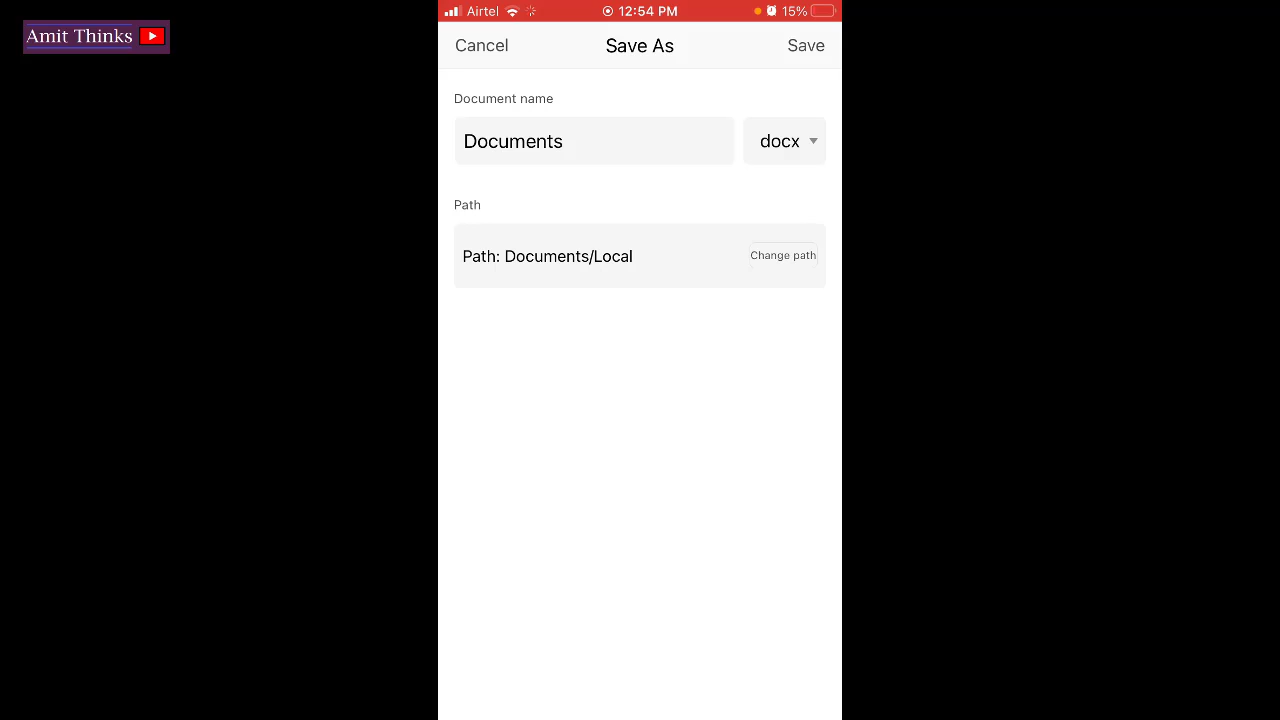 Amit Thinks
Airtel 12:54 PM 15%
Cancel Save As Save
Document name
Documents docx
Path
Path: Documents/Local Change path